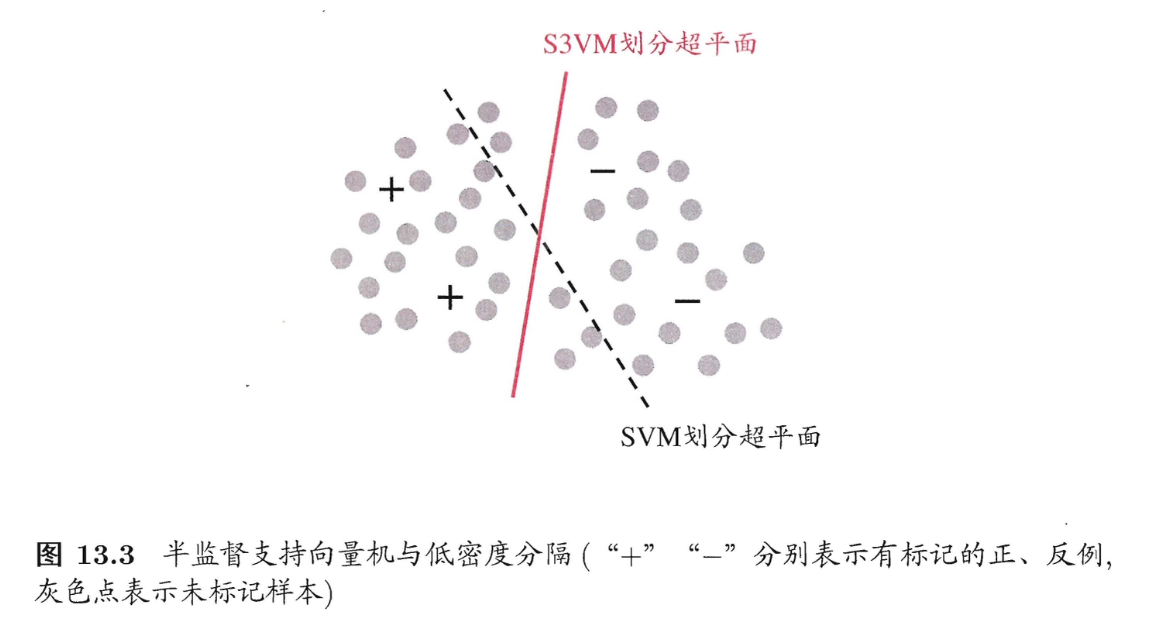 S3VM划分超平面
+
−
+
−
SVM划分超平面
图 13.3 半监督支持向量机与低密度分隔 (“+” “−”分别表示有标记的正、反例,
灰色点表示未标记样本)